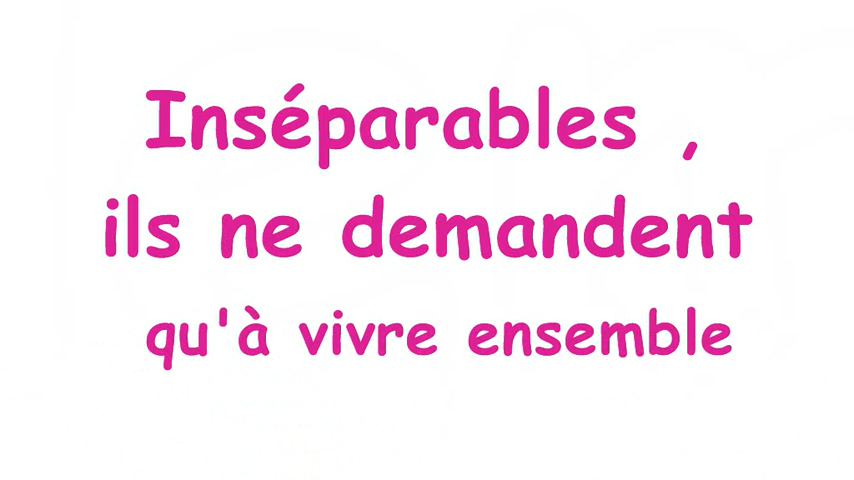 Inséparables ,
ils ne demandent
qu'à vivre ensemble